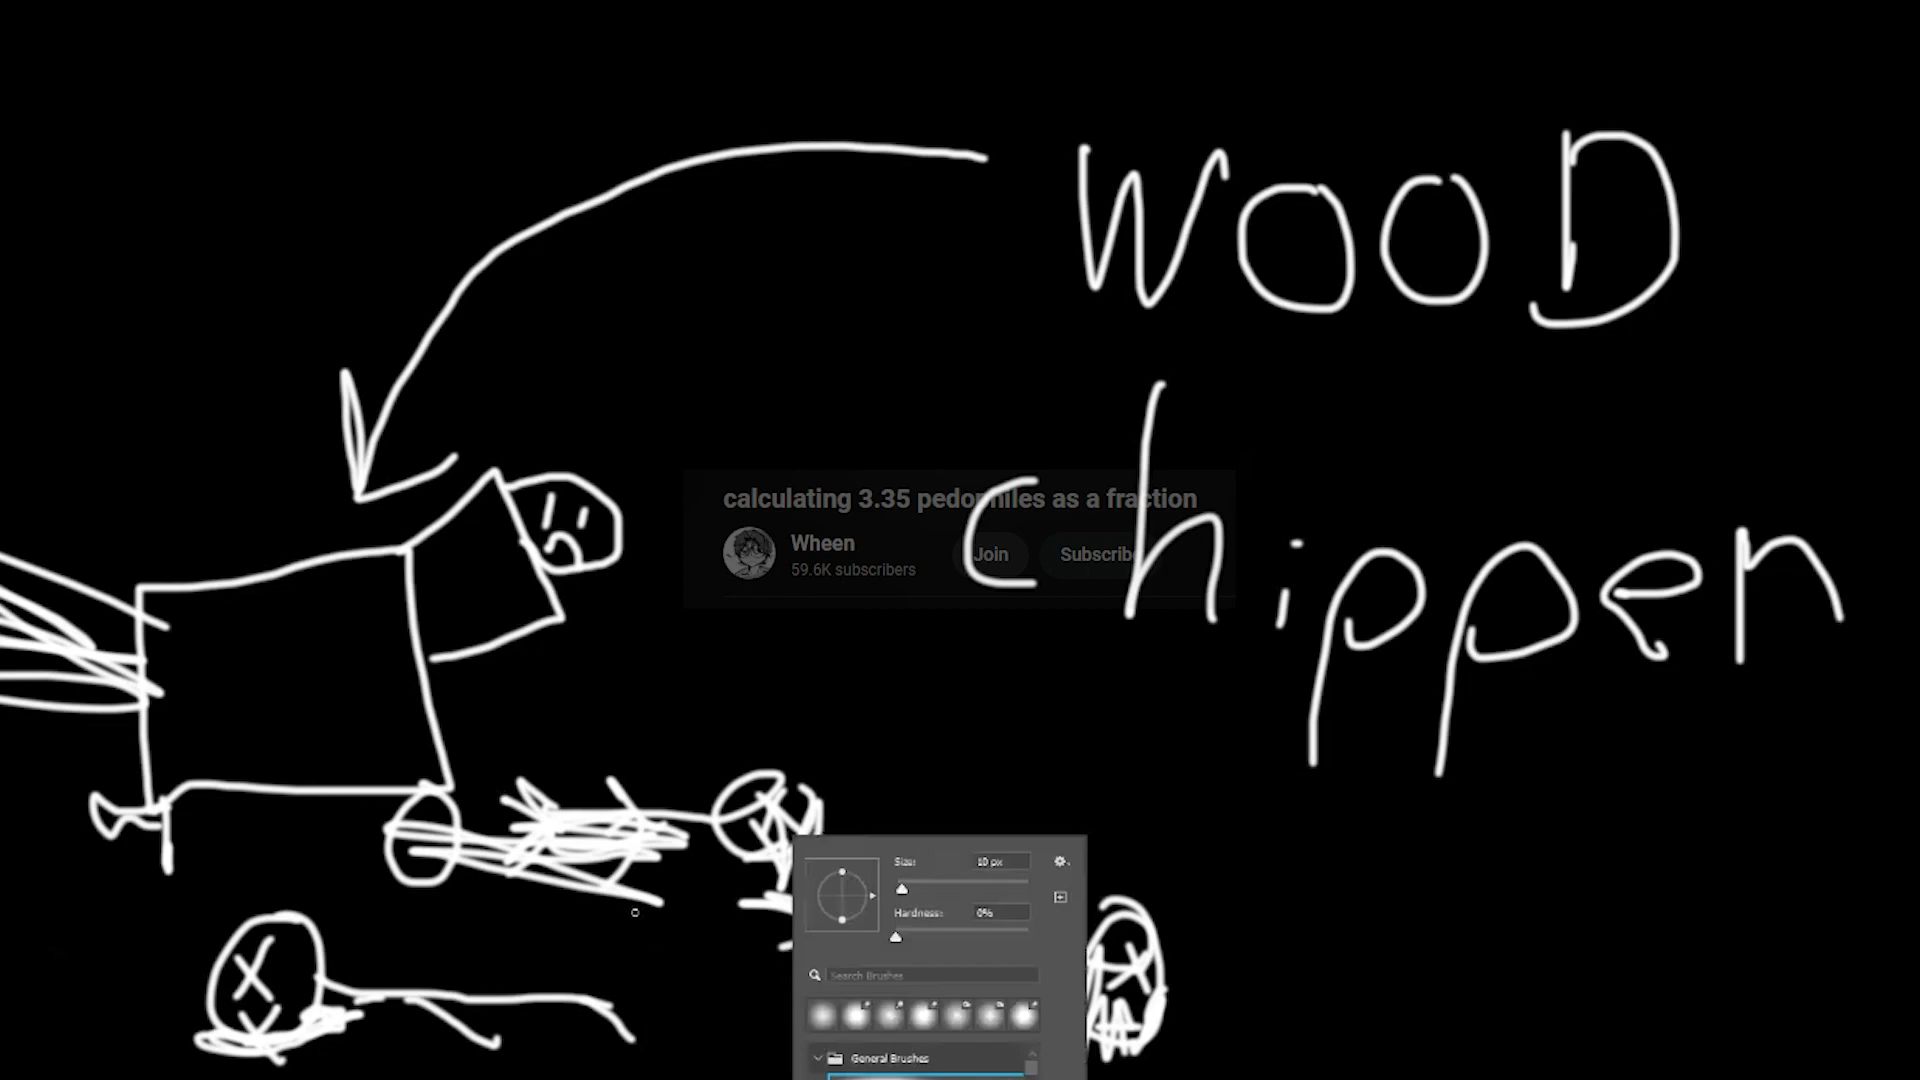 WOOD
chipper
calculating 3.35 pedophiles as a fraction
Wheen
59.6K subscribers
Join
Subscribe
Size:
10 px
Hardness:
0%
Search Brushes
General Brushes